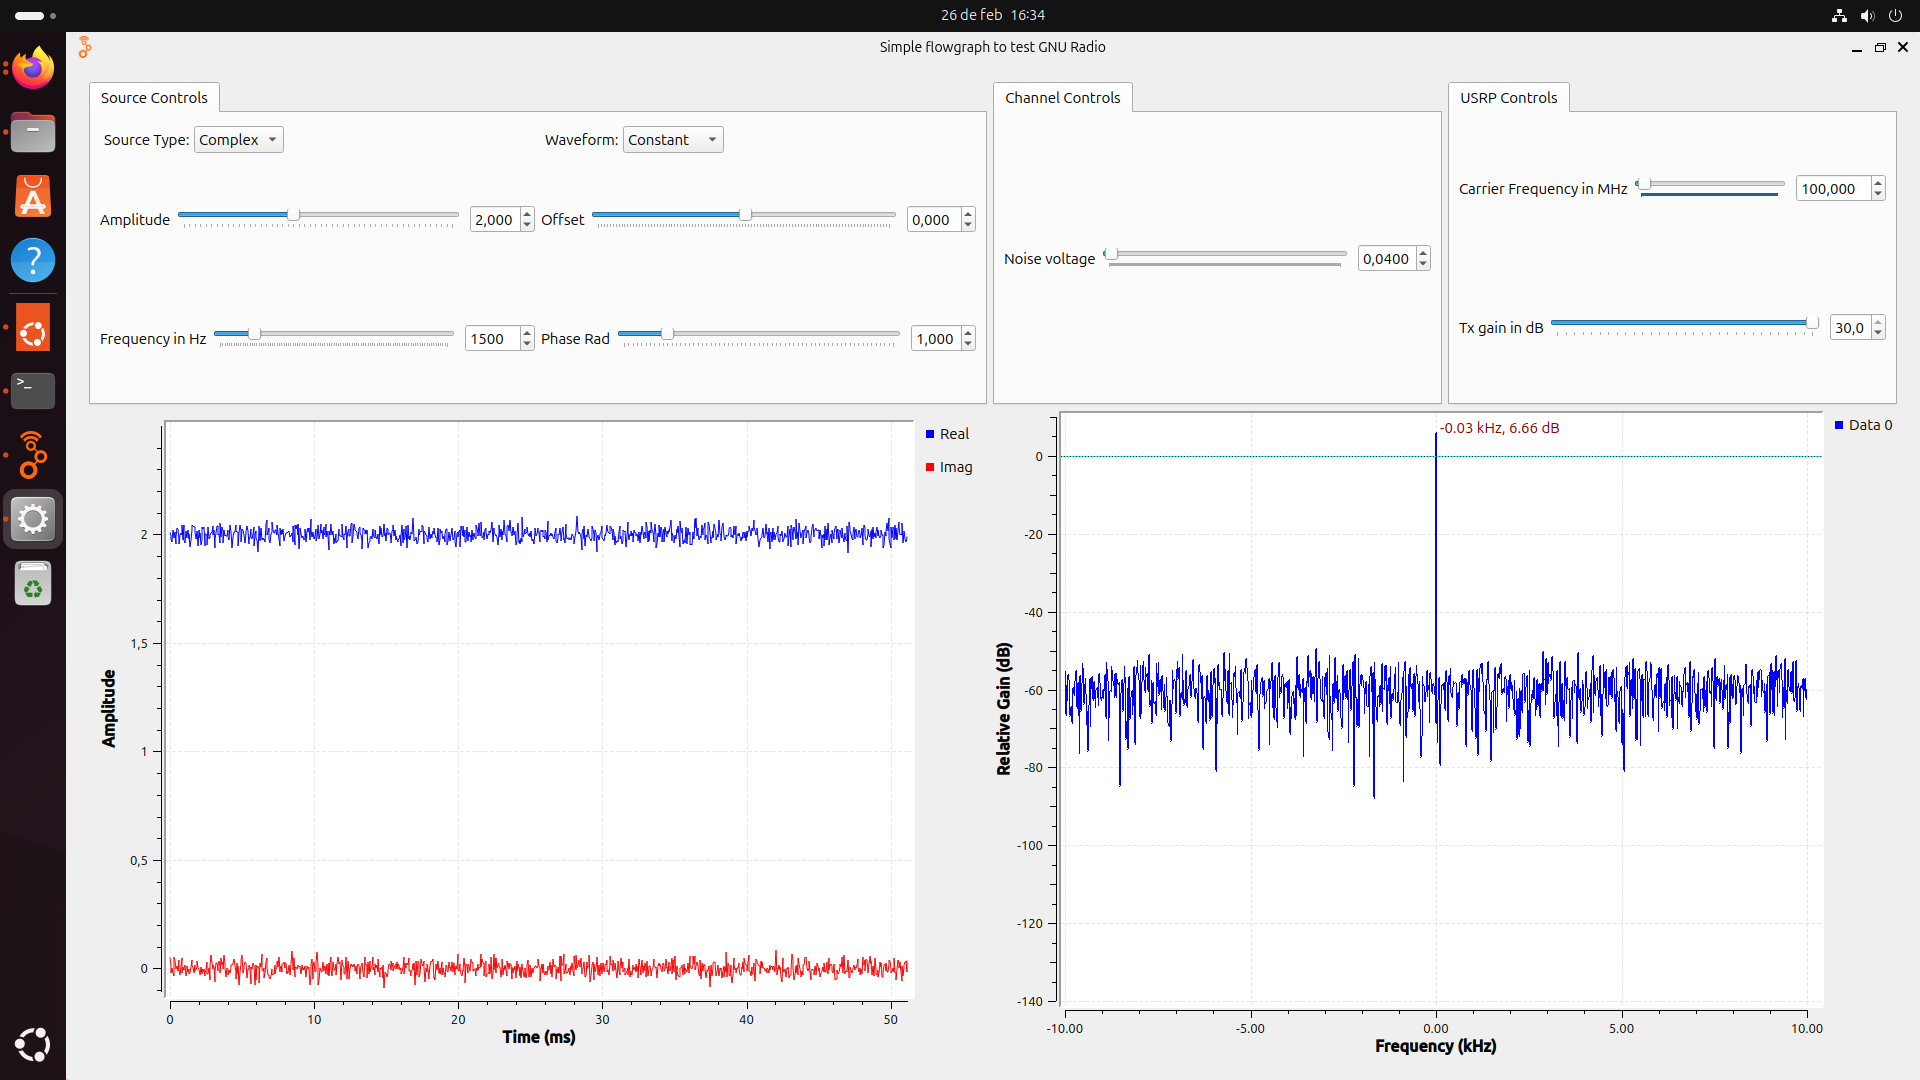 26 de feb 16:34
Simple flowgraph to test GNU Radio
Source Controls
Channel Controls
USRP Controls
Source Type: Complex
Waveform: Constant
Amplitude 2,000
Offset 0,000
Frequency in Hz 1500
Phase Rad 1,000
Noise voltage 0,0400
Carrier Frequency in MHz 100,000
Tx gain in dB 30,0
Real
Imag
2
1,5
1
0,5
0
Amplitude
0 10 20 30 40 50
Time (ms)
-0.03 kHz, 6.66 dB
Data 0
0
-20
-40
-60
-80
-100
-120
-140
Relative Gain (dB)
-10.00 -5.00 0.00 5.00 10.00
Frequency (kHz)